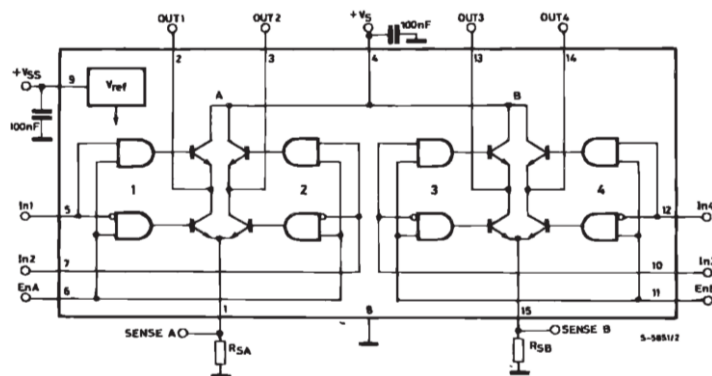 OUT1 OUT2 +VS 100nF OUT3 OUT4
2 3 4 13 14
+VSS 9 Vref A B
100nF
1 2 3 4
In1 5 12 In4
In2 7 10
EnA 6 11
1 8 15
SENSE A SENSE B S-5851/2
RSA RSB